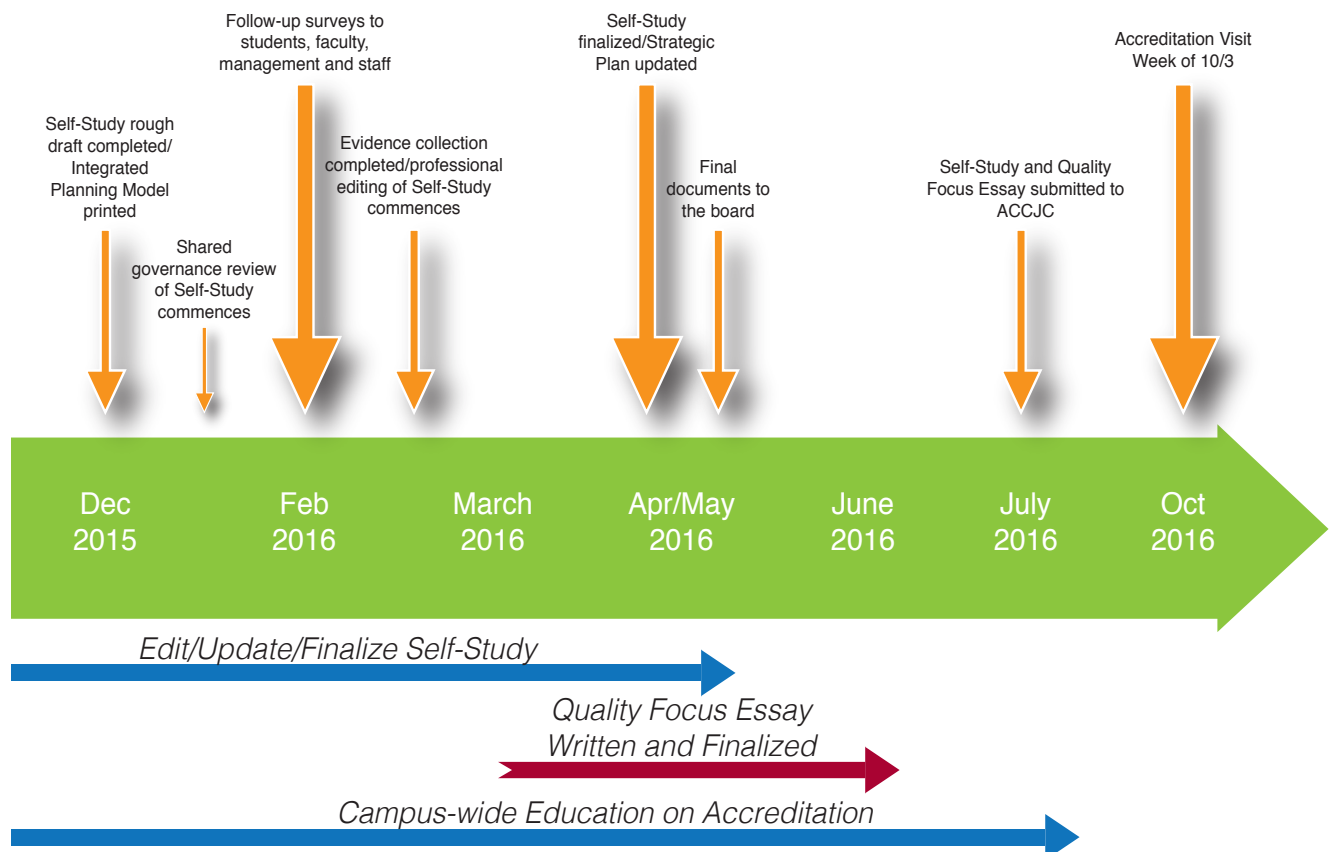 Follow-up surveys to
students, faculty,
management and staff
Self-Study
finalized/Strategic
Plan updated
Accreditation Visit
Week of 10/3
Self-Study rough
draft completed/
Integrated
Planning Model
printed
Evidence collection
completed/professional
editing of Self-Study
commences
Final
documents to
the board
Self-Study and Quality
Focus Essay submitted to
ACCJC
Shared
governance review
of Self-Study
commences
Dec
2015
Feb
2016
March
2016
Apr/May
2016
June
2016
July
2016
Oct
2016
Edit/Update/Finalize Self-Study
Quality Focus Essay
Written and Finalized
Campus-wide Education on Accreditation